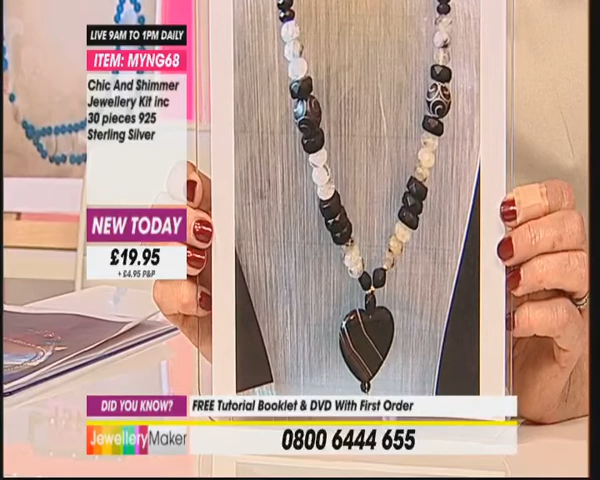 LIVE 9AM TO 1PM DAILY
ITEM: MYNG68
Chic And Shimmer
Jewellery Kit inc
30 pieces 925
Sterling Silver
NEW TODAY
£19.95
+ £4.95 P&P
DID YOU KNOW?
FREE Tutorial Booklet & DVD With First Order
JewelleryMaker
0800 6444 655